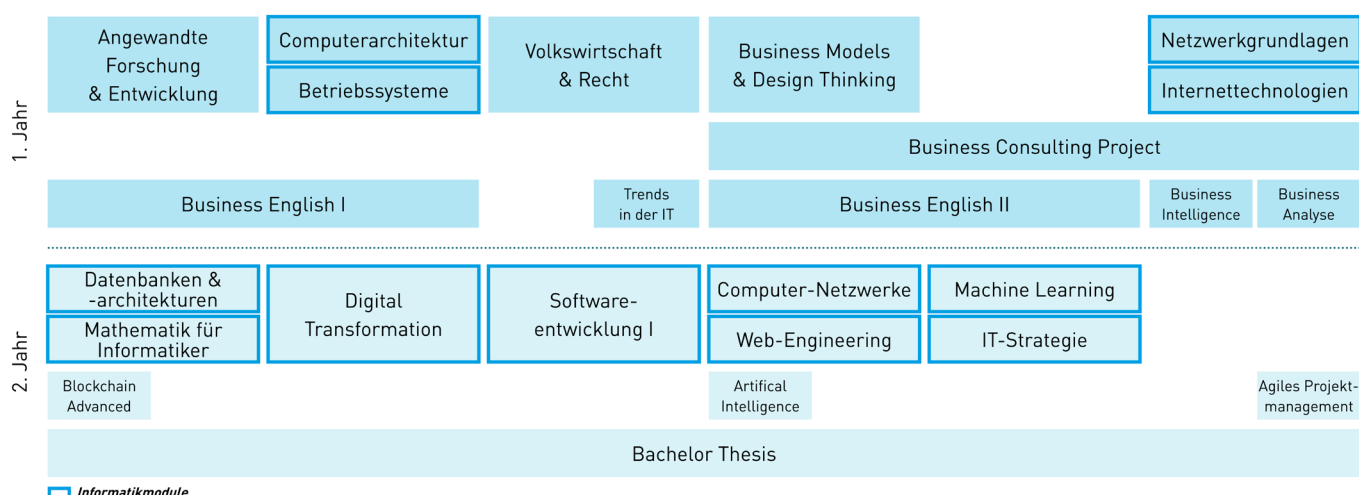 1. Jahr
Angewandte
Forschung
& Entwicklung
Computerarchitektur
Betriebssysteme
Volkswirtschaft
& Recht
Business Models
& Design Thinking
Netzwerkgrundlagen
Internettechnologien
Business Consulting Project
Business English I
Trends
in der IT
Business English II
Business
Intelligence
Business
Analyse
2. Jahr
Datenbanken &
-architekturen
Mathematik für
Informatiker
Digital
Transformation
Software-
entwicklung I
Computer-Netzwerke
Web-Engineering
Machine Learning
IT-Strategie
Blockchain
Advanced
Artifical
Intelligence
Agiles Projekt-
management
Bachelor Thesis
Informatikmodule